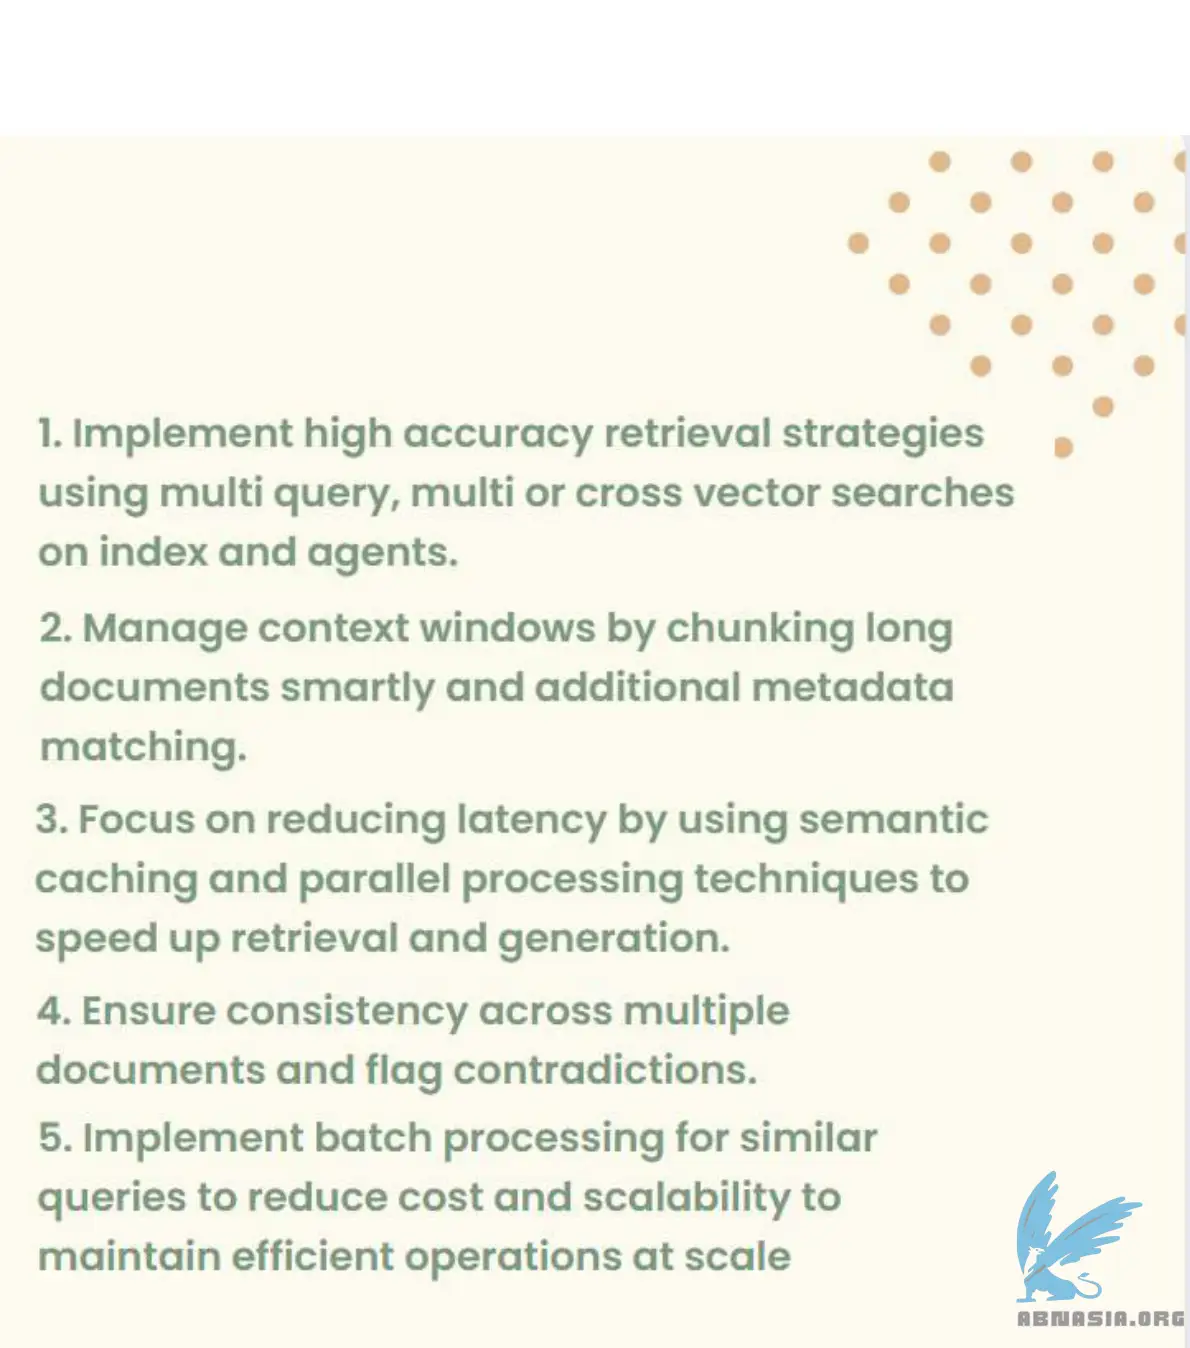 1. Implement high accuracy retrieval strategies
using multi query, multi or cross vector searches
on index and agents.
2. Manage context windows by chunking long
documents smartly and additional metadata
matching.
3. Focus on reducing latency by using semantic
caching and parallel processing techniques to
speed up retrieval and generation.
4. Ensure consistency across multiple
documents and flag contradictions.
5. Implement batch processing for similar
queries to reduce cost and scalability to
maintain efficient operations at scale
ABNASIA.ORG